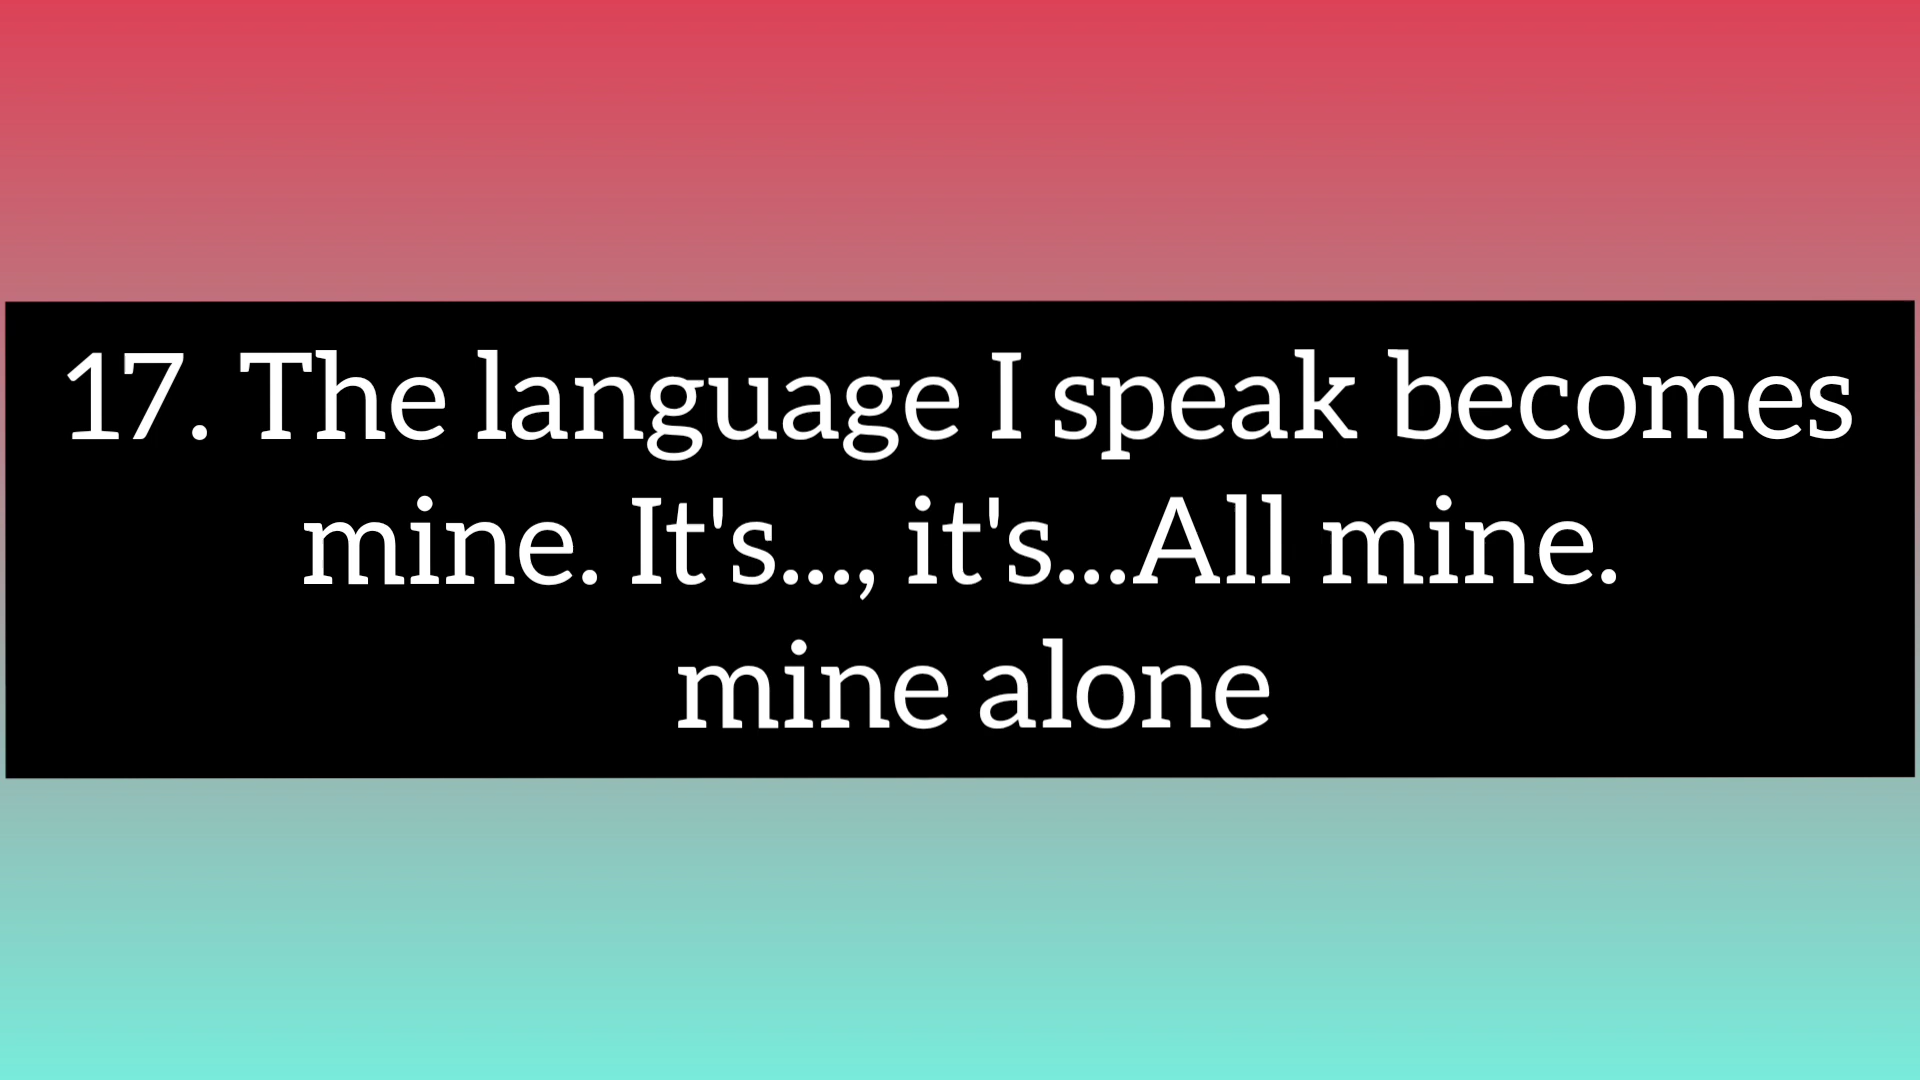 17. The language I speak becomes
mine. It's..., it's...All mine.
mine alone